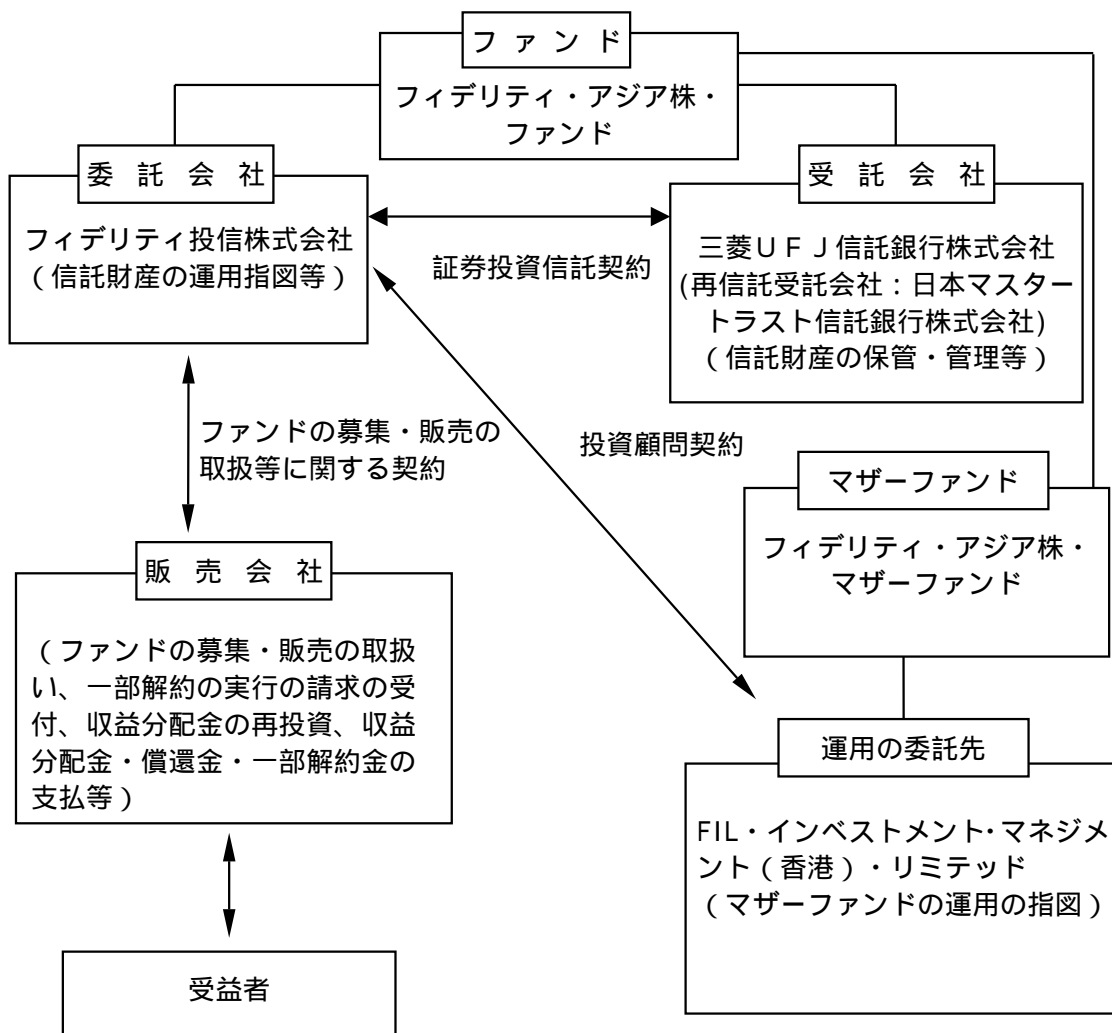 ファンド
フィデリティ・アジア株・
ファンド
委託会社
フィデリティ投信株式会社
（信託財産の運用指図等）
受託会社
三菱ＵＦＪ信託銀行株式会社
(再信託受託会社：日本マスター
トラスト信託銀行株式会社)
（信託財産の保管・管理等）
証券投資信託契約
ファンドの募集・販売の
取扱等に関する契約
投資顧問契約
マザーファンド
フィデリティ・アジア株・
マザーファンド
販売会社
（ファンドの募集・販売の取扱
い、一部解約の実行の請求の受
付、収益分配金の再投資、収益
分配金・償還金・一部解約金の
支払等）
運用の委託先
FIL・インベストメント・マネジメ
ント（香港）・リミテッド
（マザーファンドの運用の指図）
受益者